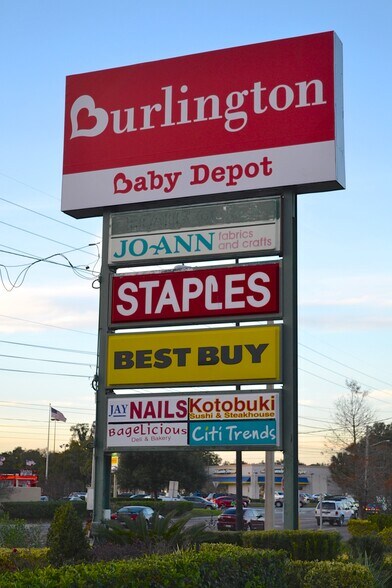 Burlington
Baby Depot
JO-ANN fabrics
and crafts
STAPLES
BEST BUY
JAY NAILS
Bagelicious
Deli & Bakery
Kotobuki
Sushi & Steakhouse
Citi Trends